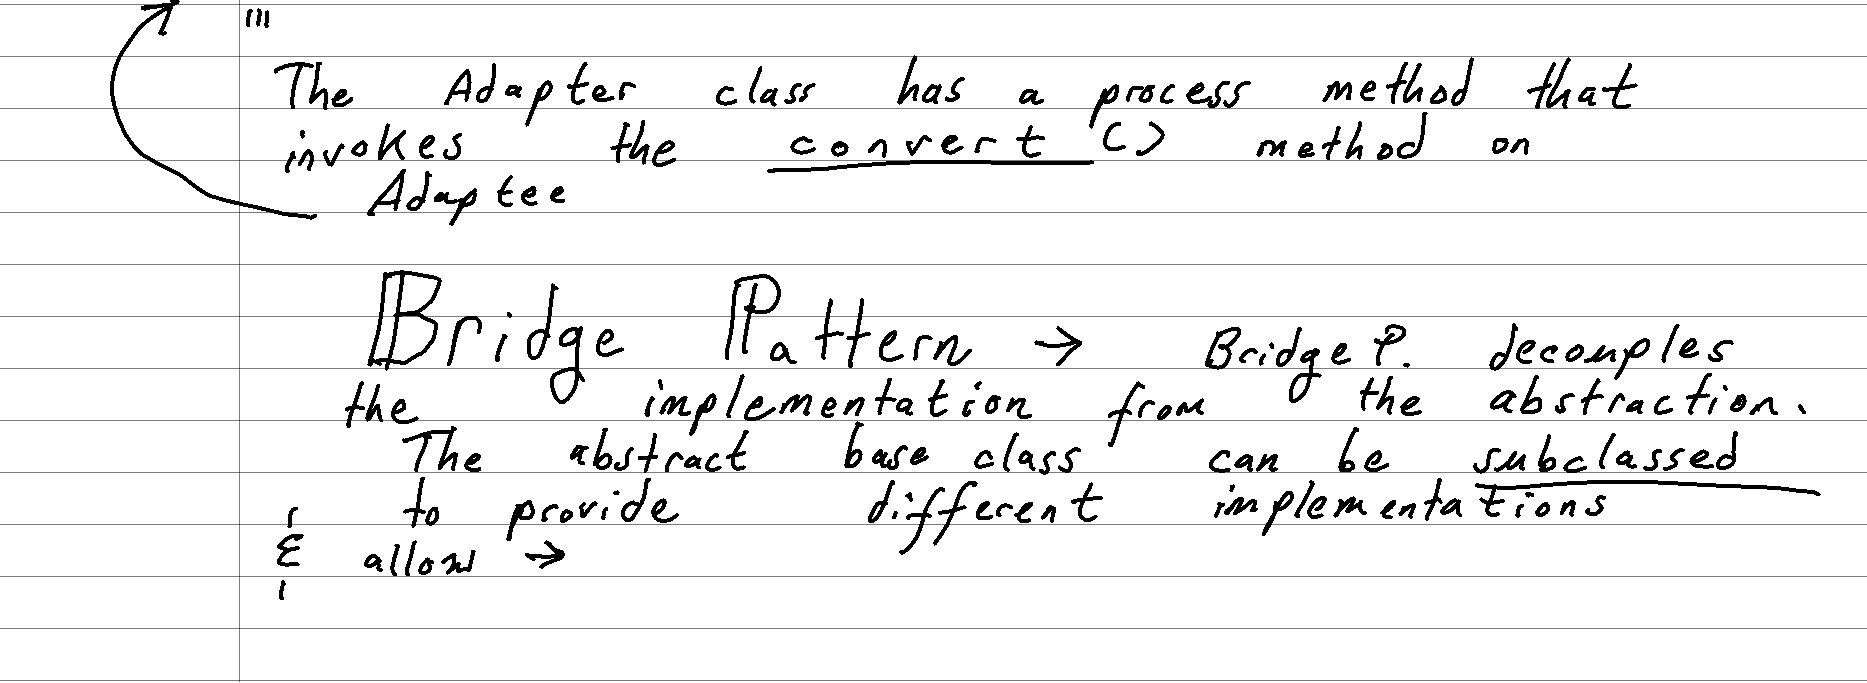 The Adapter class has a process method that
invokes the convert() method on
Adaptee
Bridge Pattern → Bridge P. decouples
the implementation from the abstraction.
The abstract base class can be subclassed
to provide different implementations
& allow →